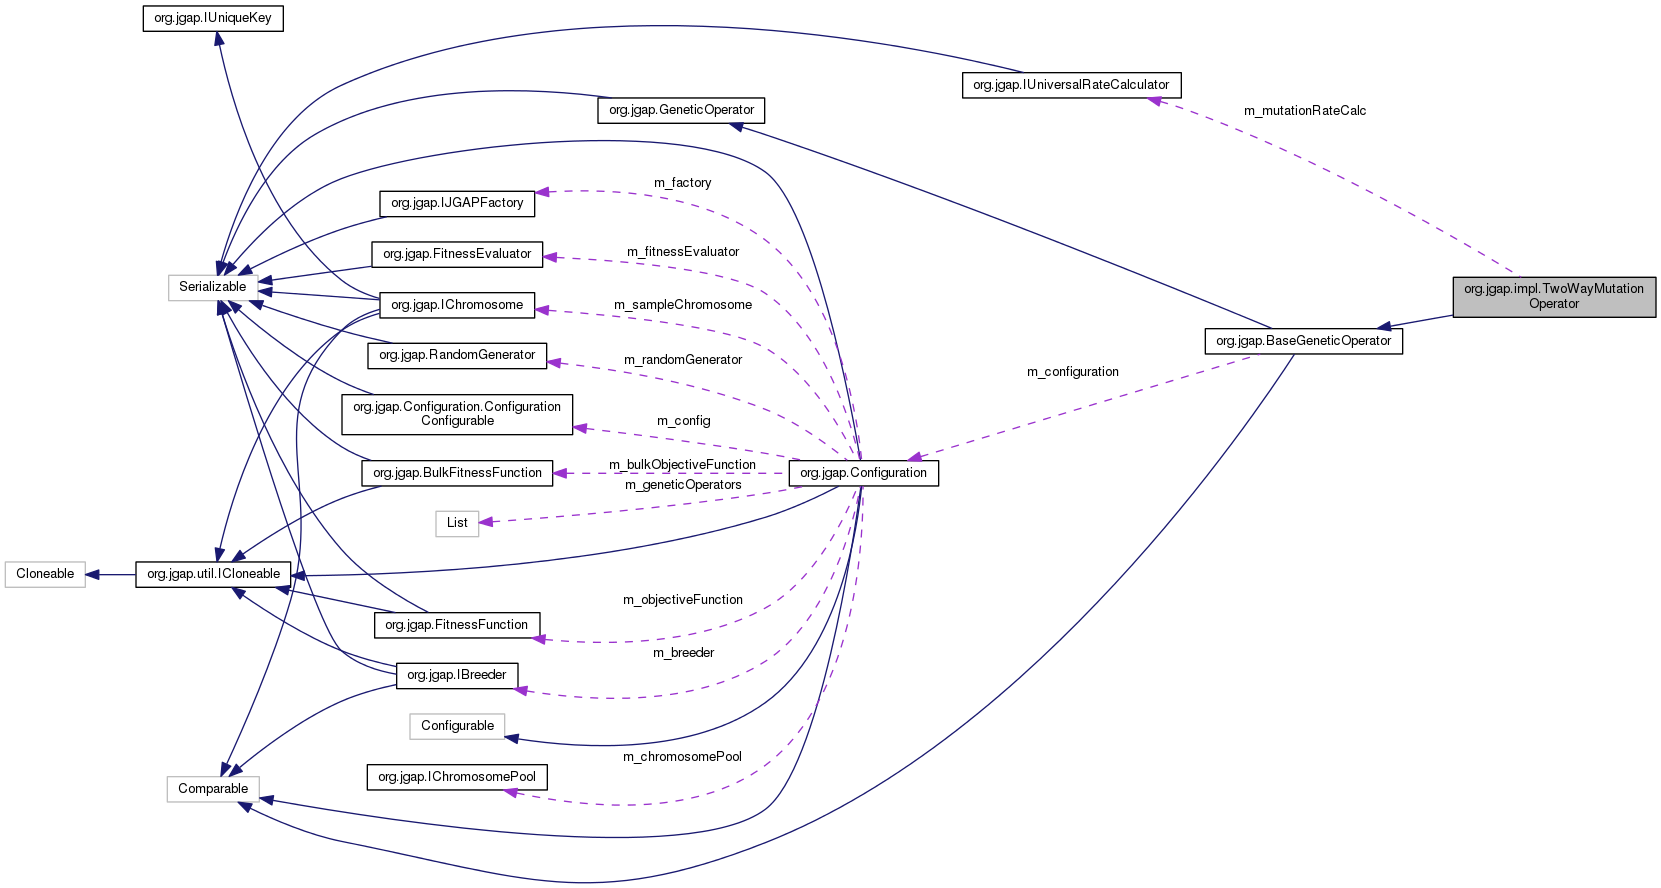 org.jgap.IUniqueKey
org.jgap.IUniversalRateCalculator
org.jgap.GeneticOperator
m_mutationRateCalc
m_factory
org.jgap.IJGAPFactory
m_fitnessEvaluator
org.jgap.FitnessEvaluator
Serializable
org.jgap.impl.TwoWayMutation
Operator
m_sampleChromosome
org.jgap.IChromosome
org.jgap.BaseGeneticOperator
m_randomGenerator
org.jgap.RandomGenerator
m_configuration
org.jgap.Configuration.Configuration
Configurable
m_config
m_bulkObjectiveFunction
org.jgap.BulkFitnessFunction
org.jgap.Configuration
m_geneticOperators
List
Cloneable
org.jgap.util.ICloneable
m_objectiveFunction
org.jgap.FitnessFunction
m_breeder
org.jgap.IBreeder
Configurable
m_chromosomePool
org.jgap.IChromosomePool
Comparable